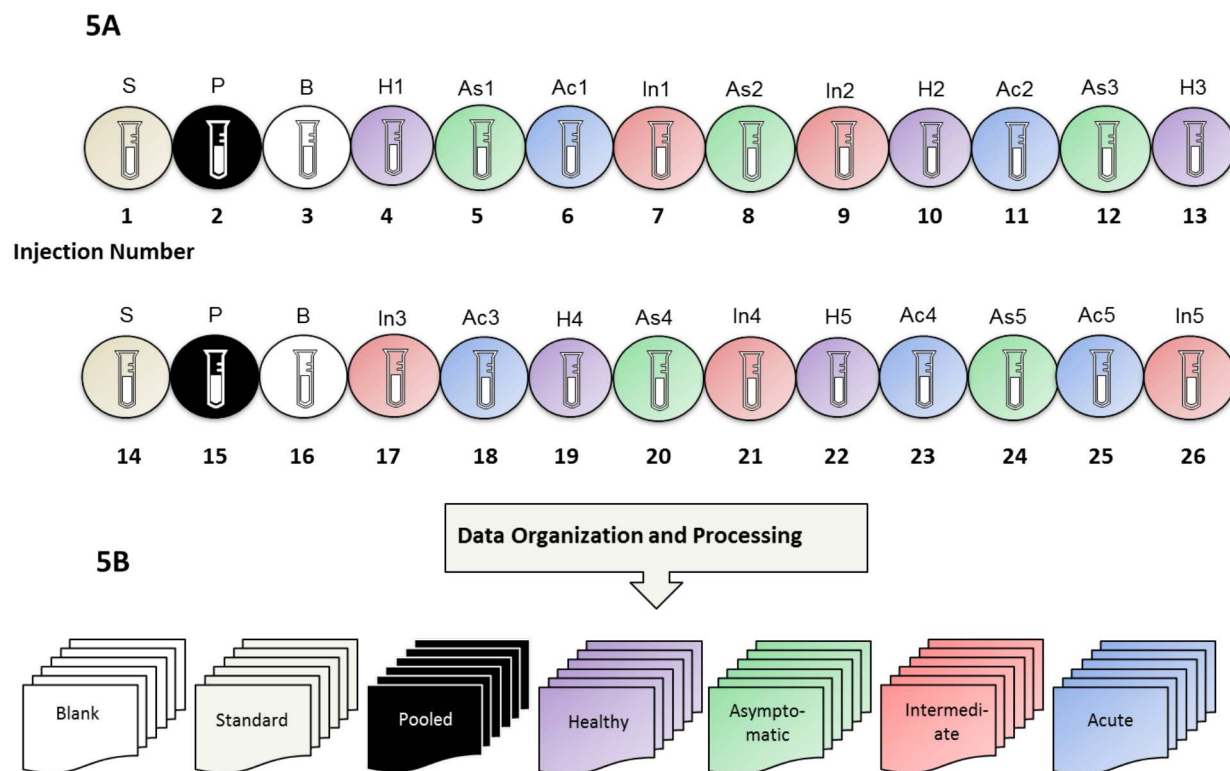 5A
S P B H1 As1 Ac1 In1 As2 In2 H2 Ac2 As3 H3
1 2 3 4 5 6 7 8 9 10 11 12 13
Injection Number
S P B In3 Ac3 H4 As4 In4 H5 Ac4 As5 Ac5 In5
14 15 16 17 18 19 20 21 22 23 24 25 26
Data Organization and Processing
5B
Blank
Standard
Pooled
Healthy
Asympto-
matic
Intermedi-
ate
Acute